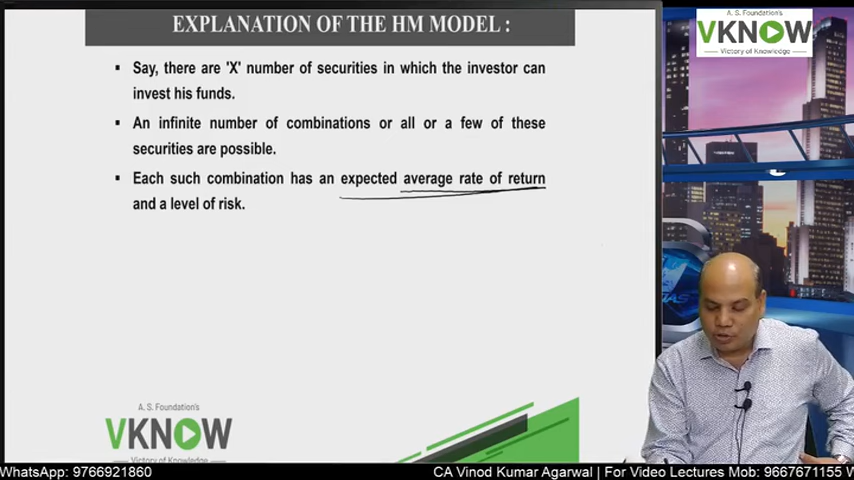 EXPLANATION OF THE HM MODEL :
A. S. Foundation's
VKNOW
Victory of Knowledge
▪ Say, there are 'X' number of securities in which the investor can
invest his funds.
▪ An infinite number of combinations or all or a few of these
securities are possible.
▪ Each such combination has an expected average rate of return
and a level of risk.
A. S. Foundation's
VKNOW
Victory of Knowledge
WhatsApp: 9766921860
CA Vinod Kumar Agarwal | For Video Lectures Mob: 9667671155 W